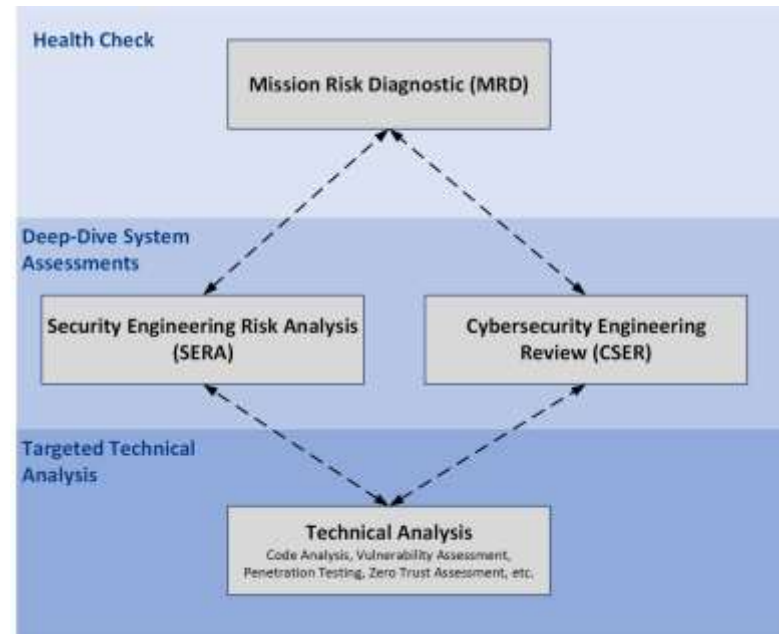 Health Check
Mission Risk Diagnostic (MRD)
Deep-Dive System
Assessments
Security Engineering Risk Analysis
(SERA)
Cybersecurity Engineering
Review (CSER)
Targeted Technical
Analysis
Technical Analysis
Code Analysis, Vulnerability Assessment,
Penetration Testing, Zero Trust Assessment, etc.